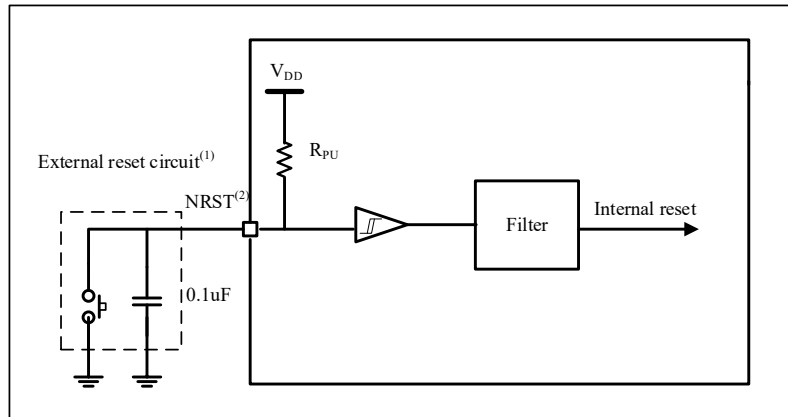 V_DD
R_PU
External reset circuit(1)
NRST(2)
Filter
Internal reset
0.1uF